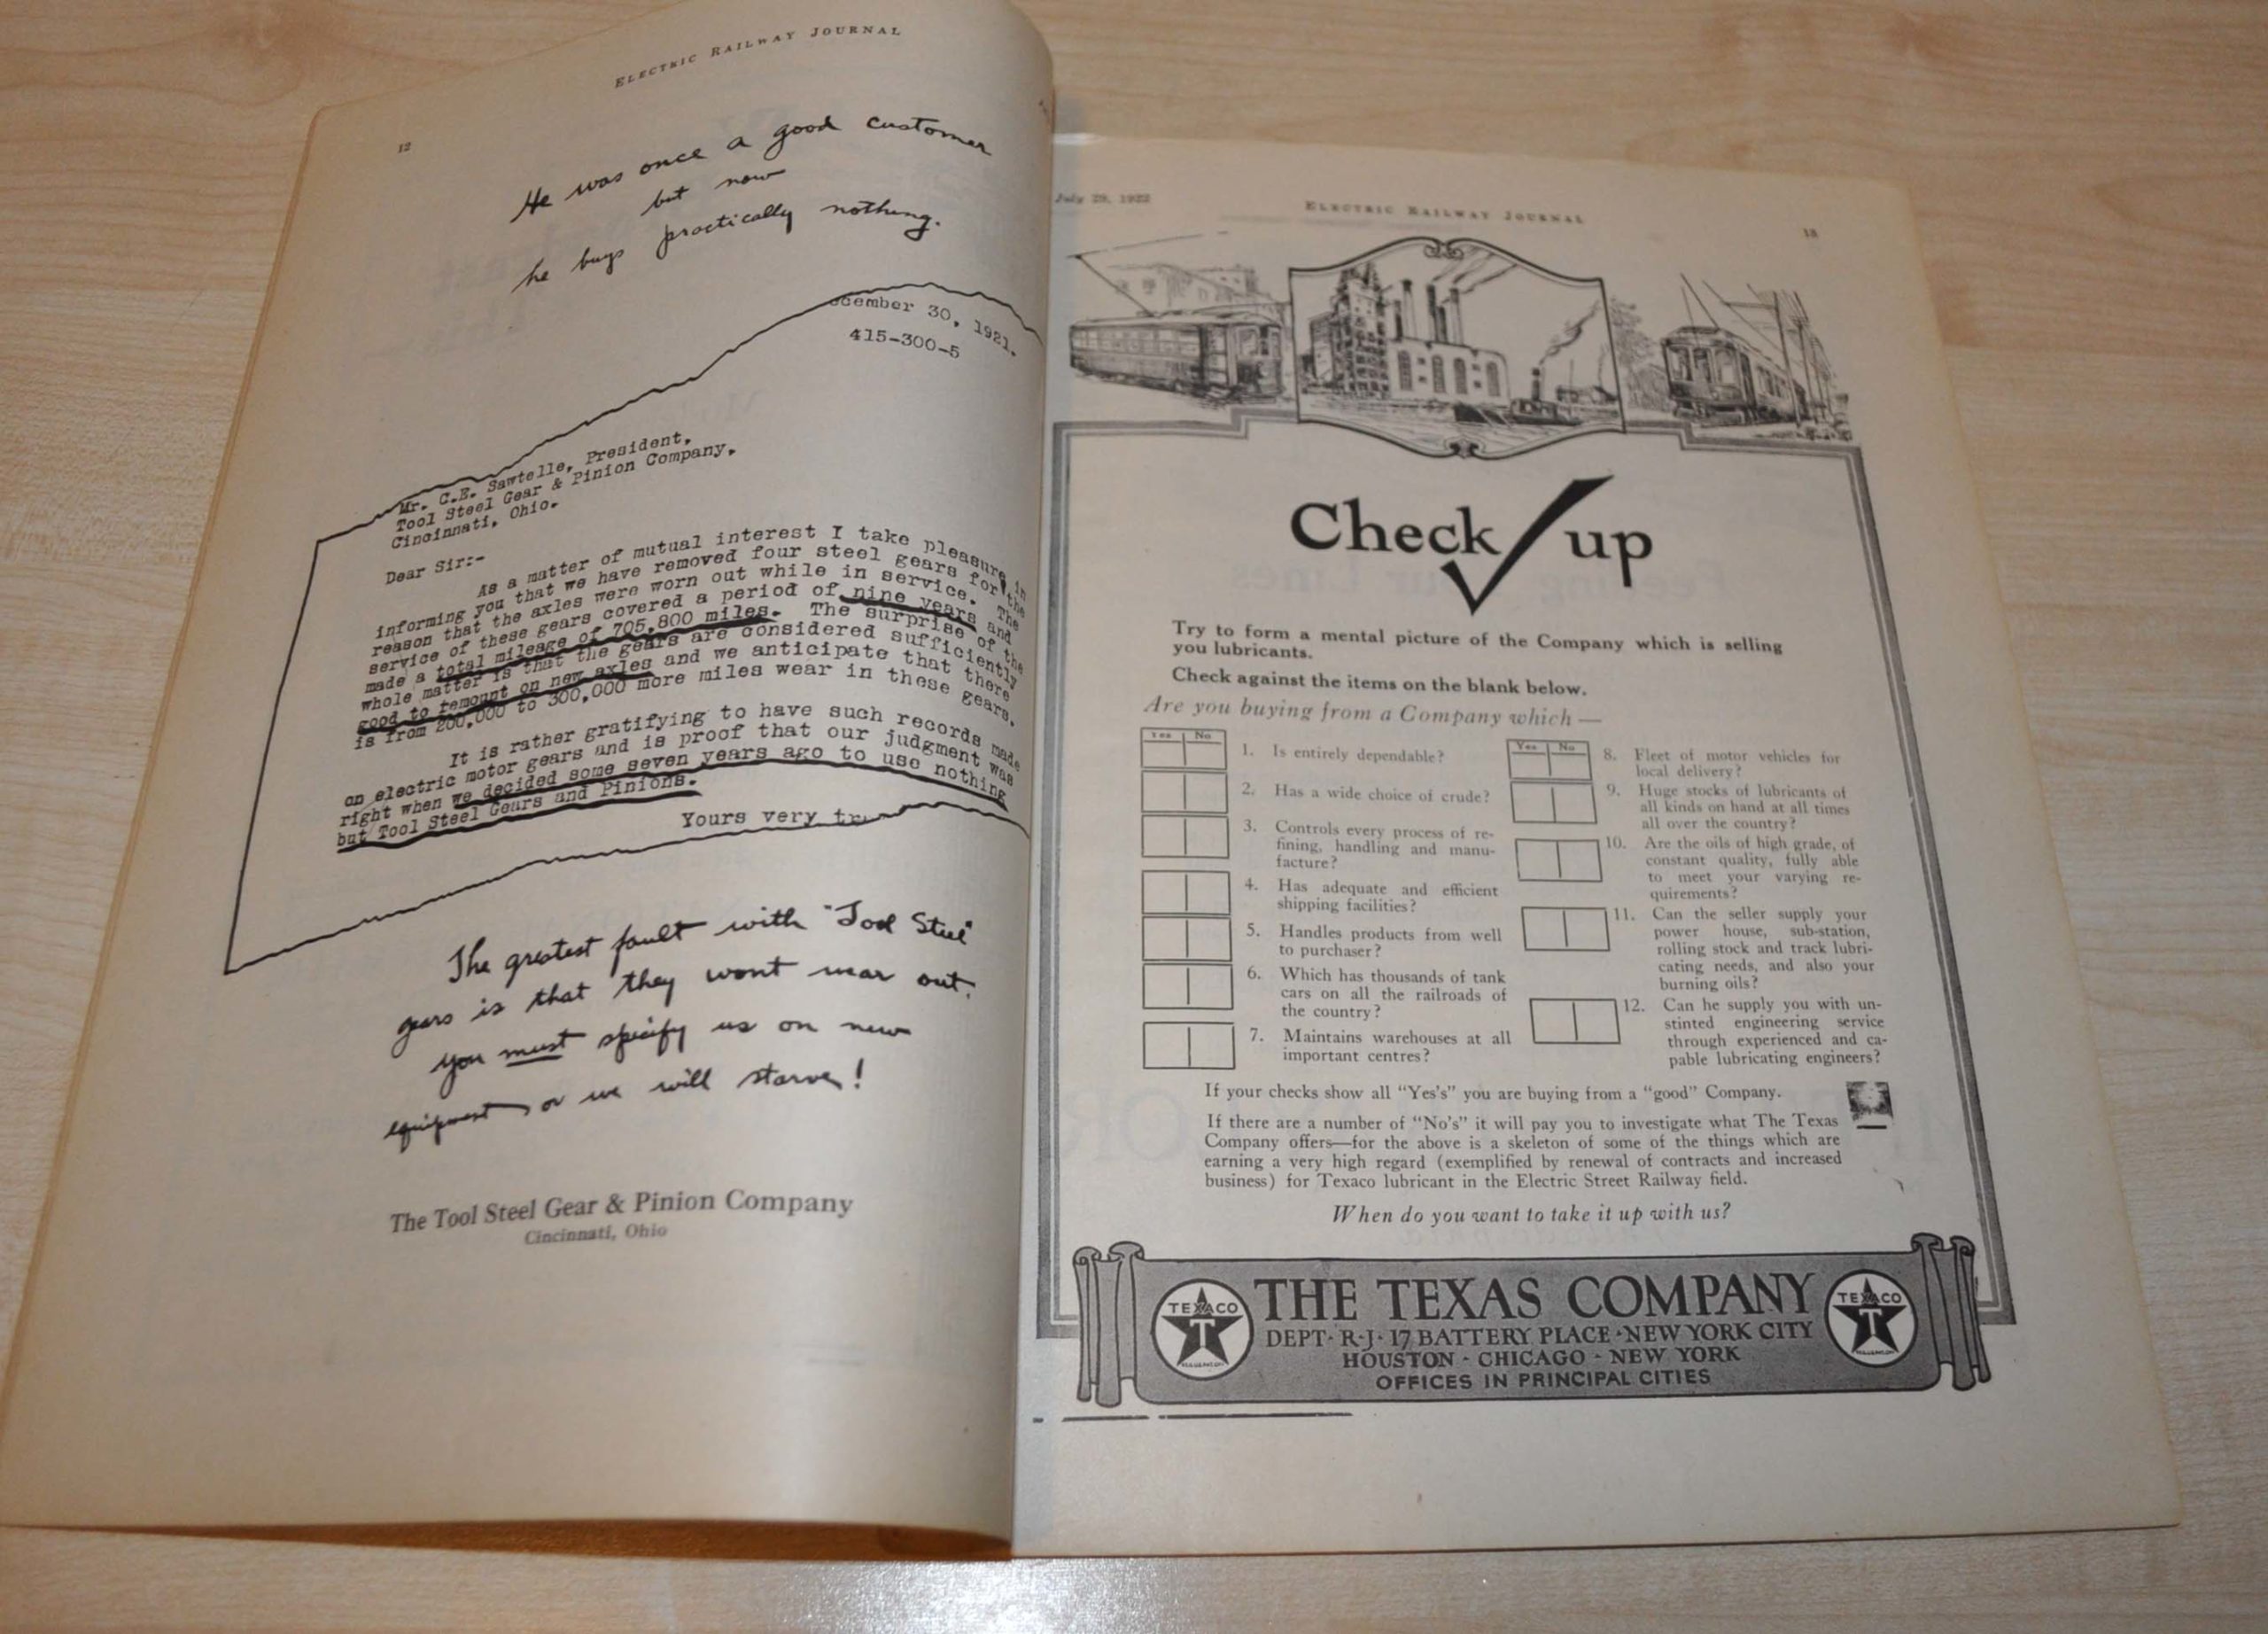 ELECTRIC RAILWAY JOURNAL
12
He was once a good customer
but now
he buys practically nothing.
cember 30, 1921.
415-300-5
Mr. C.E. Sawtelle, President,
Tool Steel Gear & Pinion Company,
Cincinnati, Ohio.
Dear Sir:-
As a matter of mutual interest I take pleasure in
informing you that we have removed four steel gears for the
reason that the axles were worn out while in service. The
service of these gears covered a period of nine years and
made a total mileage of 705,800 miles. The surprise of the
whole matter is that the gears are considered sufficiently
good to remount on new axles and we anticipate that there
is from 200,000 to 300,000 more miles wear in these gears.
It is rather gratifying to have such records made
on electric motor gears and is proof that our judgment was
right when we decided some seven years ago to use nothing
but Tool Steel Gears and Pinions.
Yours very tr
The greatest fault with "Tool Steel"
gears is that they wont wear out.
You must specify us on new
equipment or we will starve!
The Tool Steel Gear & Pinion Company
Cincinnati, Ohio
July 29, 1922
ELECTRIC RAILWAY JOURNAL
13
Check up
Try to form a mental picture of the Company which is selling
you lubricants.
Check against the items on the blank below.
Are you buying from a Company which—
Yes No
1. Is entirely dependable?
2. Has a wide choice of crude?
3. Controls every process of re-
fining, handling and manu-
facture?
4. Has adequate and efficient
shipping facilities?
5. Handles products from well
to purchaser?
6. Which has thousands of tank
cars on all the railroads of
the country?
7. Maintains warehouses at all
important centres?
Yes No
8. Fleet of motor vehicles for
local delivery?
9. Huge stocks of lubricants of
all kinds on hand at all times
all over the country?
10. Are the oils of high grade, of
constant quality, fully able
to meet your varying re-
quirements?
11. Can the seller supply your
power house, sub-station,
rolling stock and track lubri-
cating needs, and also your
burning oils?
12. Can he supply you with un-
stinted engineering service
through experienced and ca-
pable lubricating engineers?
If your checks show all "Yes's" you are buying from a "good" Company.
If there are a number of "No's" it will pay you to investigate what The Texas
Company offers—for the above is a skeleton of some of the things which are
earning a very high regard (exemplified by renewal of contracts and increased
business) for Texaco lubricant in the Electric Street Railway field.
When do you want to take it up with us?
TEXACO
T
THE TEXAS COMPANY
DEPT· R·J· 17 BATTERY PLACE · NEW YORK CITY
HOUSTON · CHICAGO · NEW YORK
OFFICES IN PRINCIPAL CITIES
TEXACO
T